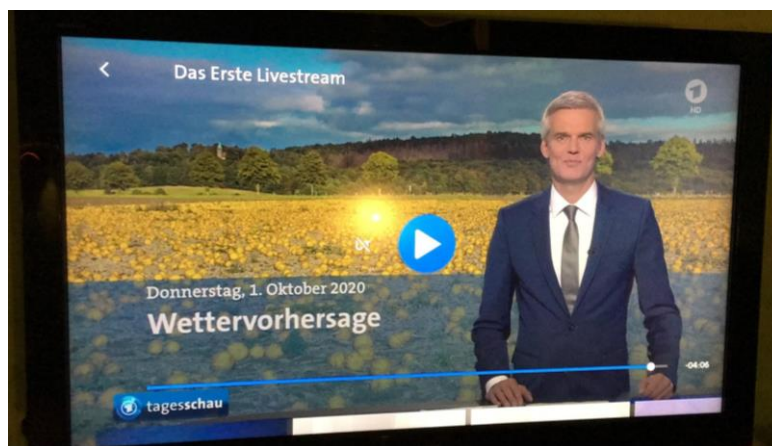 Das Erste Livestream
HD
Donnerstag, 1. Oktober 2020
Wettervorhersage
-04:06
tagesschau